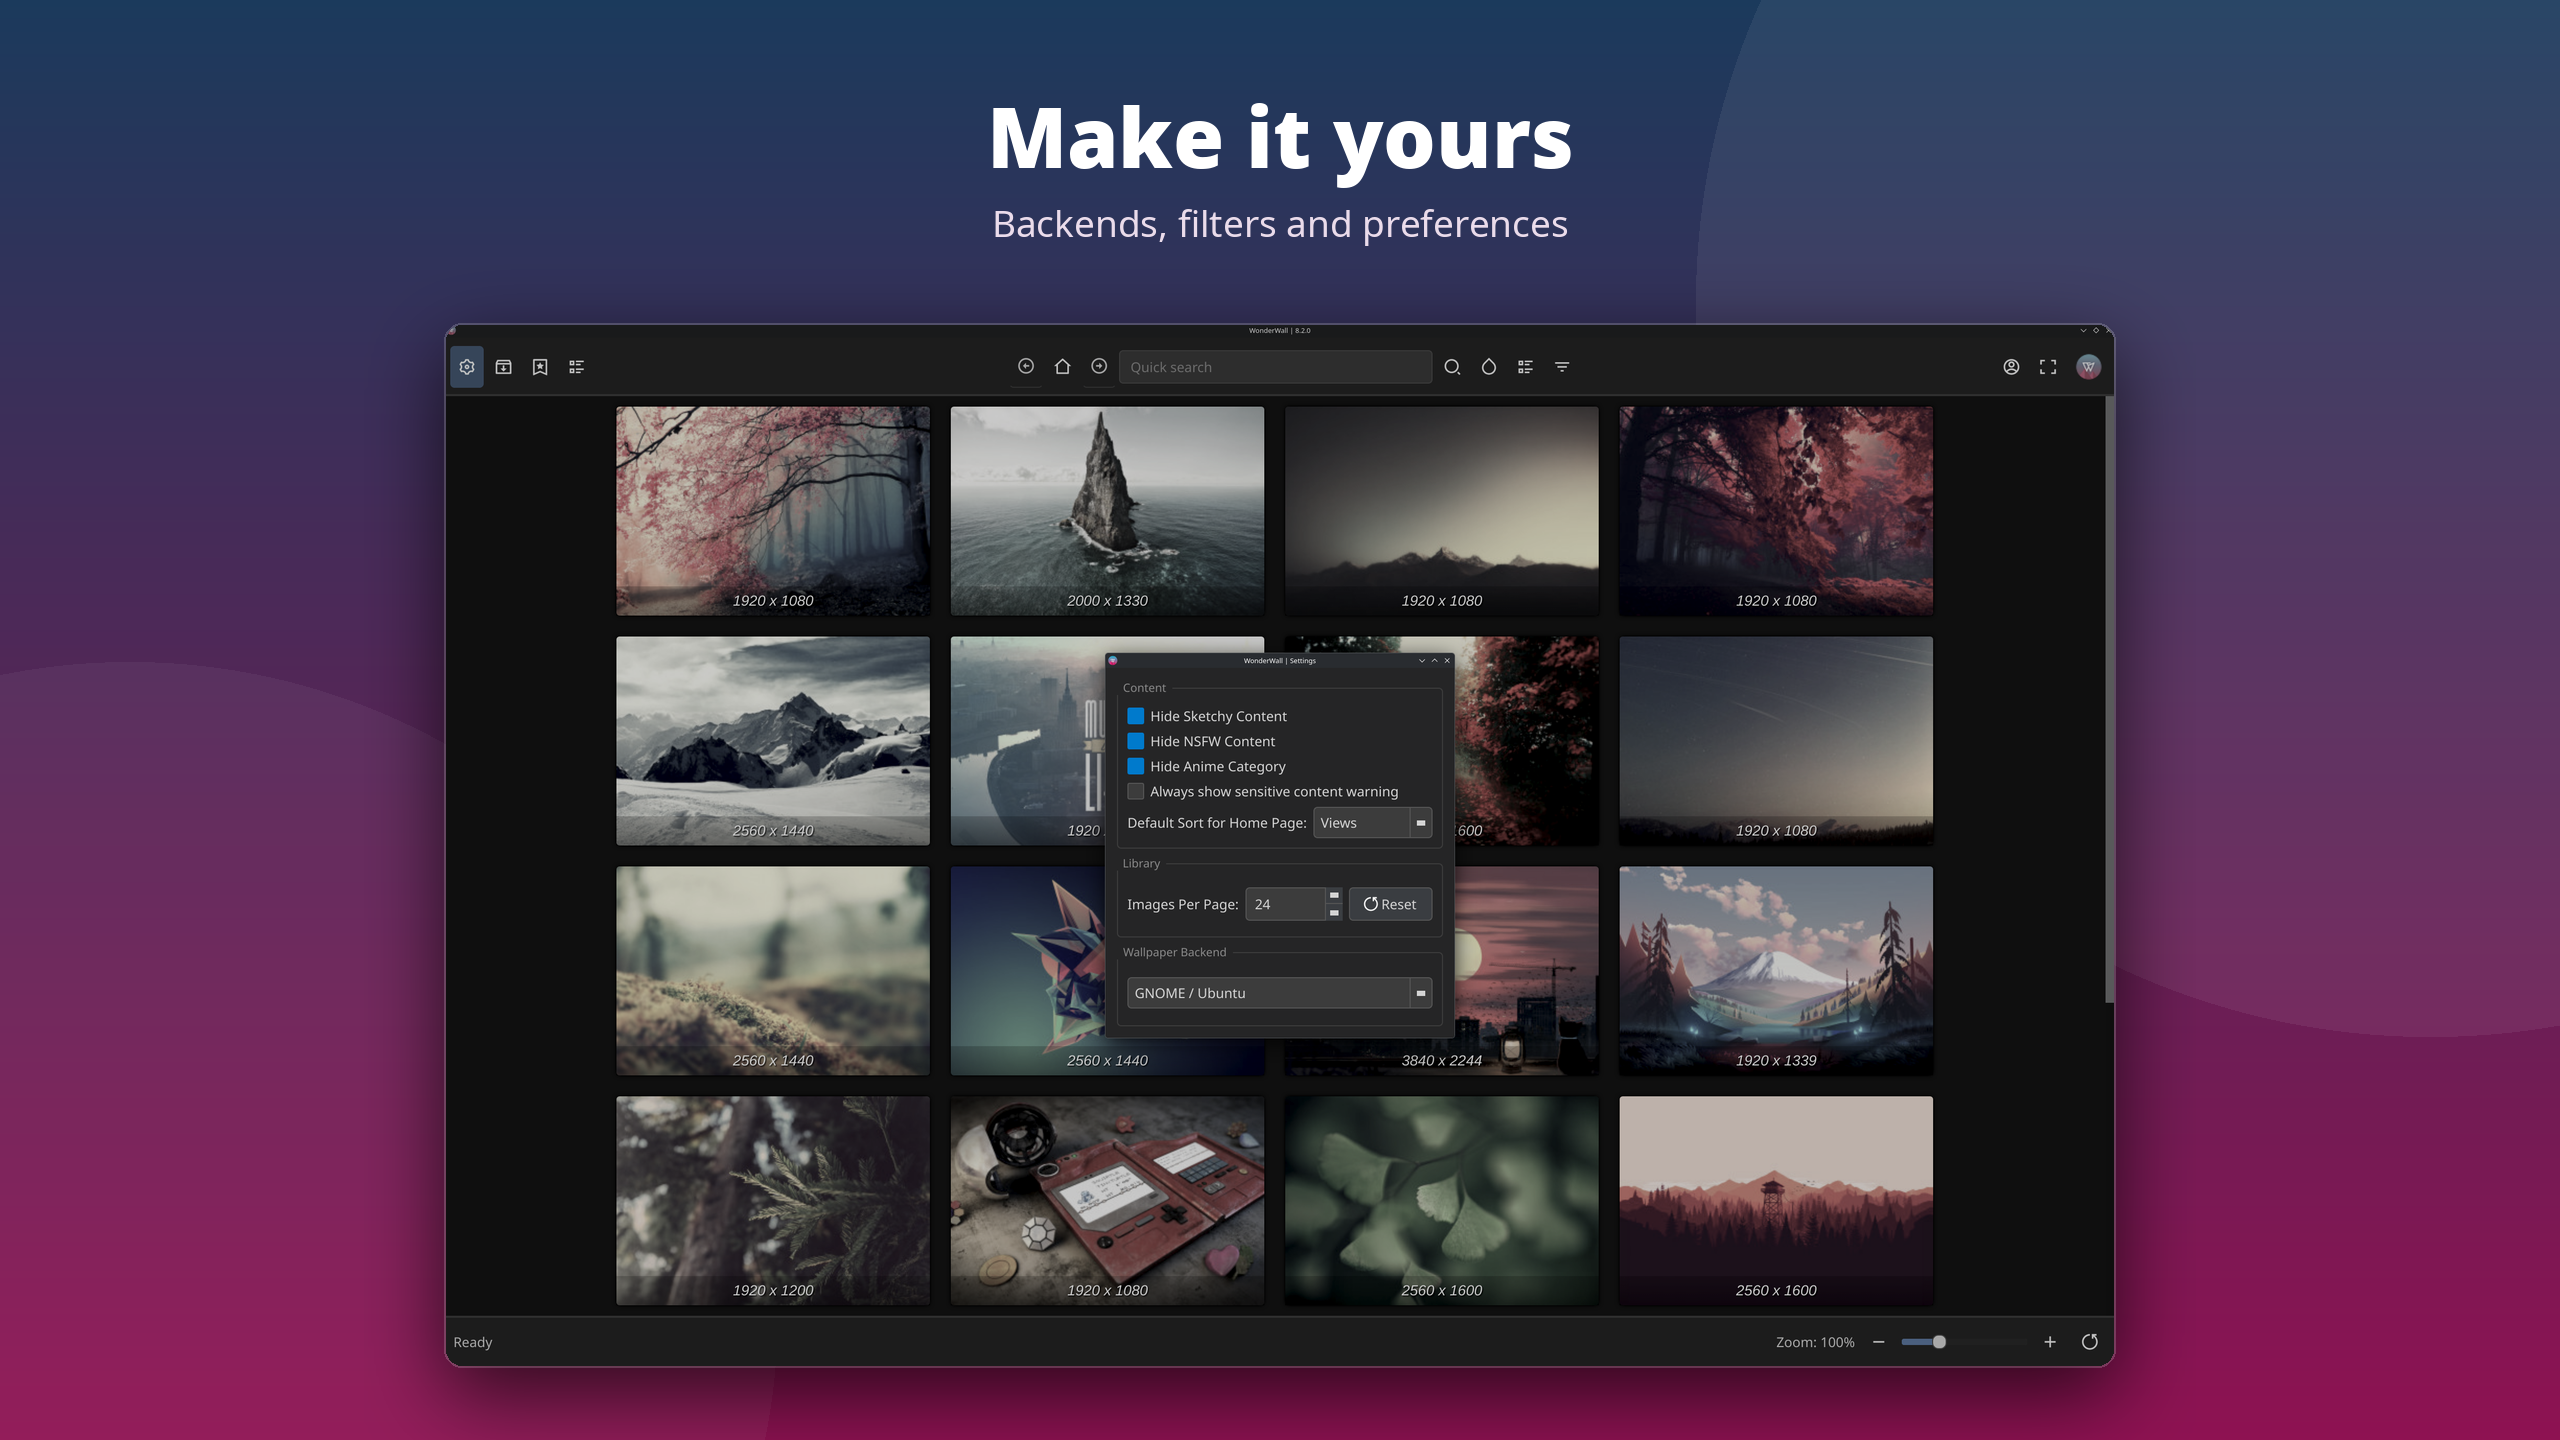 Make it yours
Backends, filters and preferences
WonderWall | 8.2.0
Quick search
1920 x 1080
2000 x 1330
1920 x 1080
1920 x 1080
WonderWall | Settings
Content
Hide Sketchy Content
Hide NSFW Content
Hide Anime Category
Always show sensitive content warning
Default Sort for Home Page: Views
2560 x 1440
1920
600
1920 x 1080
Library
Images Per Page: 24 Reset
Wallpaper Backend
GNOME / Ubuntu
2560 x 1440
2560 x 1440
3840 x 2244
1920 x 1339
1920 x 1200
1920 x 1080
2560 x 1600
2560 x 1600
Ready
Zoom: 100%